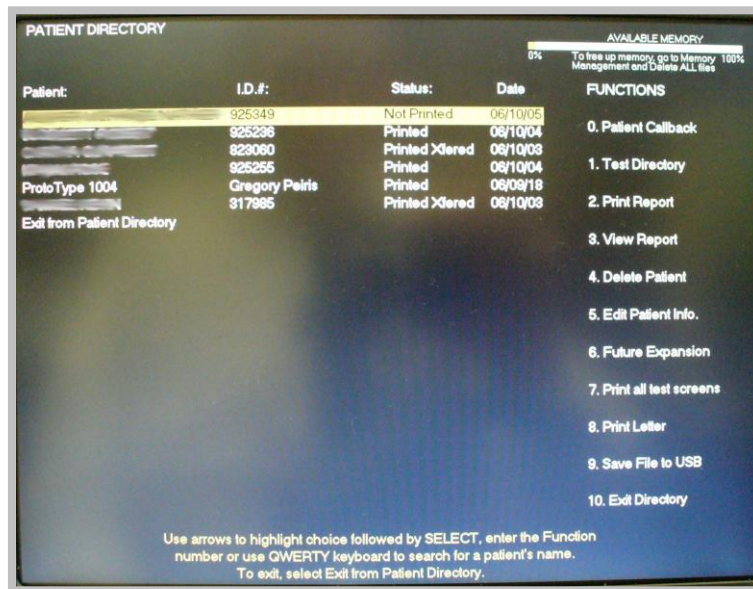 PATIENT DIRECTORY
AVAILABLE MEMORY
0% To free up memory, go to Memory 100%
Management and Delete ALL files
Patient: I.D.#: Status: Date
925349 Not Printed 06/10/05
925236 Printed 06/10/04
823060 Printed Xfered 06/10/03
925255 Printed 06/10/04
ProtoType 1004 Gregory Peiris Printed 06/09/18
317985 Printed Xfered 06/10/03
Exit from Patient Directory
FUNCTIONS
0. Patient Callback
1. Test Directory
2. Print Report
3. View Report
4. Delete Patient
5. Edit Patient Info.
6. Future Expansion
7. Print all test screens
8. Print Letter
9. Save File to USB
10. Exit Directory
Use arrows to highlight choice followed by SELECT, enter the Function
number or use QWERTY keyboard to search for a patient's name.
To exit, select Exit from Patient Directory.